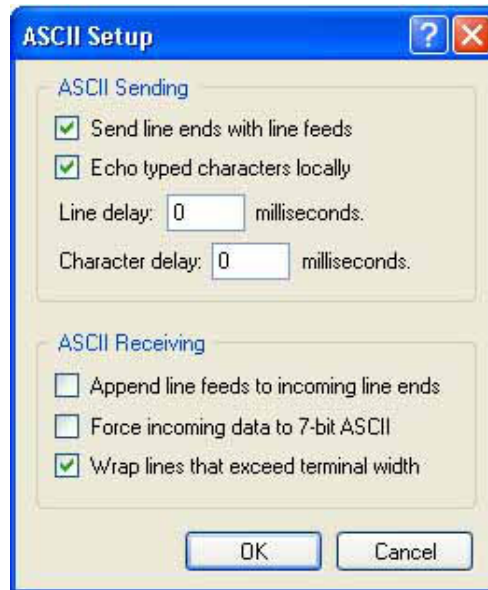 ASCII Setup
ASCII Sending
Send line ends with line feeds
Echo typed characters locally
Line delay: 0 milliseconds.
Character delay: 0 milliseconds.
ASCII Receiving
Append line feeds to incoming line ends
Force incoming data to 7-bit ASCII
Wrap lines that exceed terminal width
OK Cancel